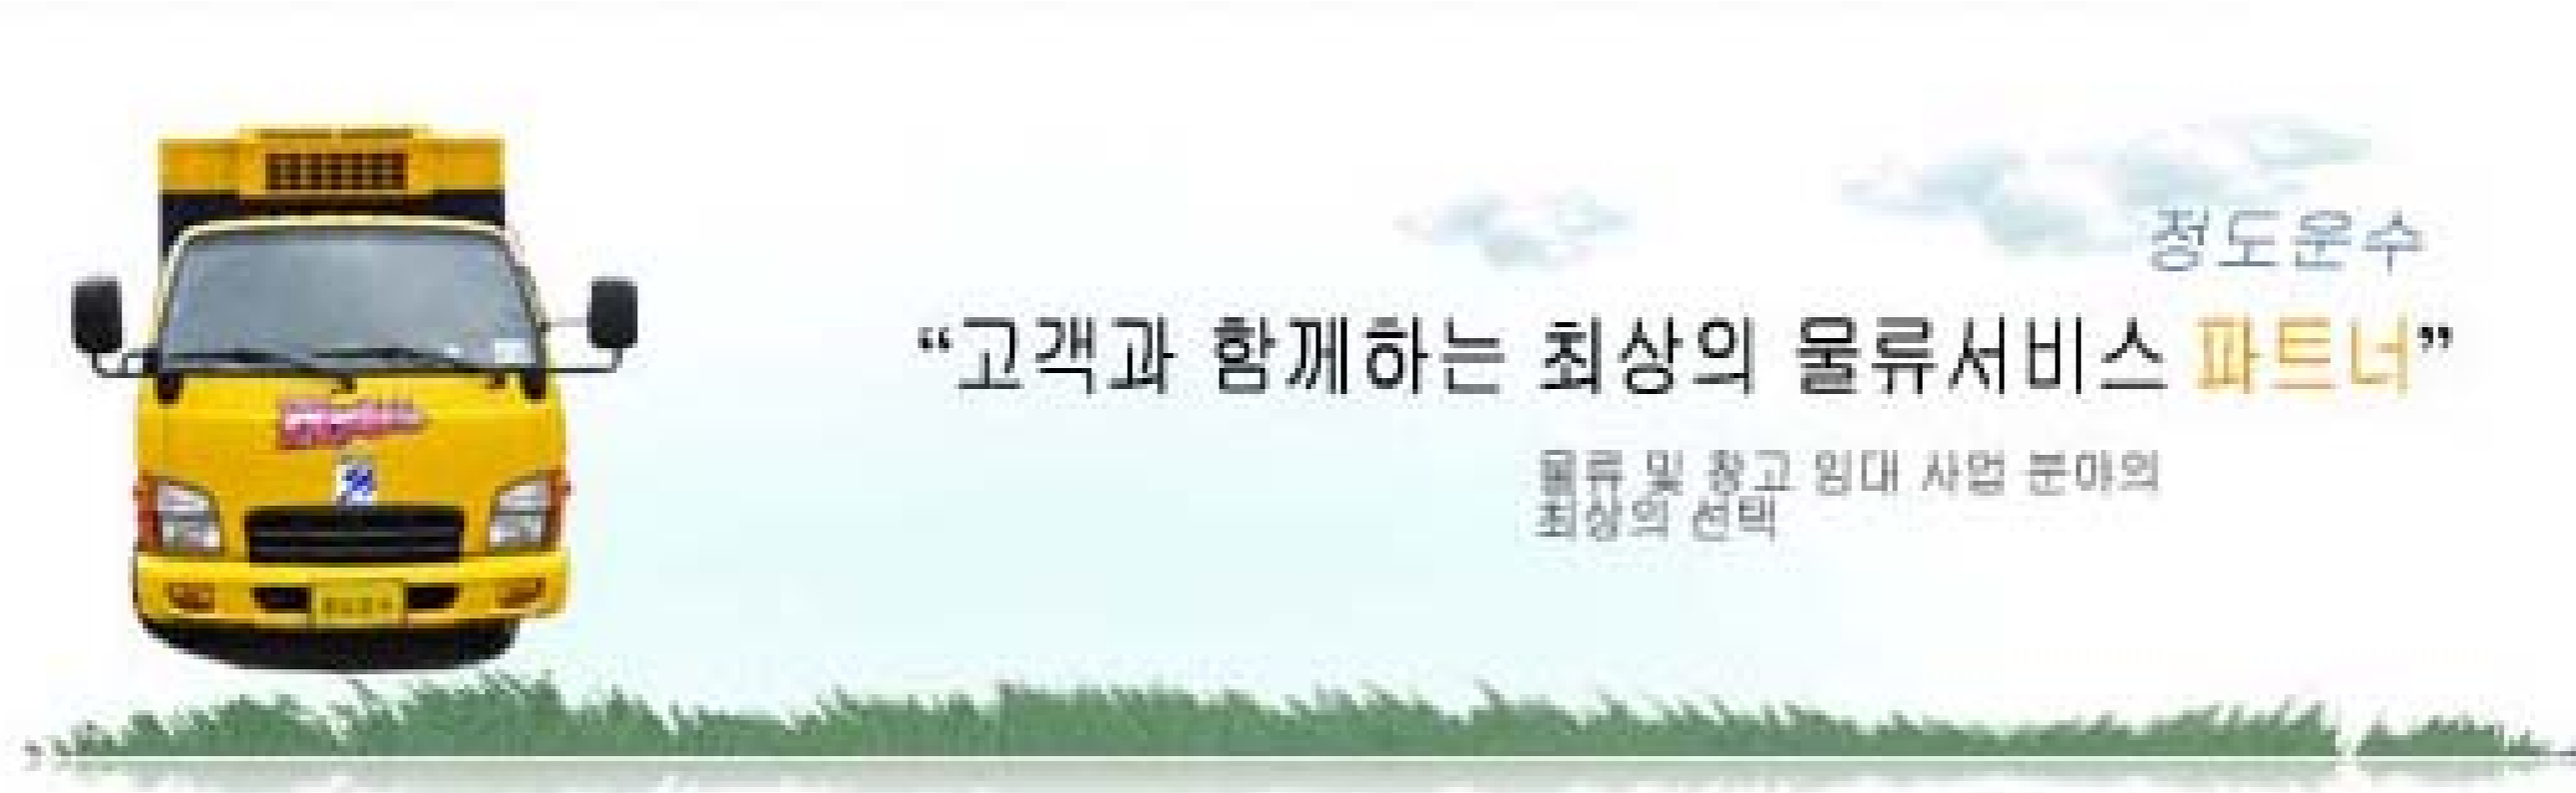 정도운수
“고객과 함께하는 최상의 물류서비스 파트너”
물류 및 창고 임대 사업 분야의
최상의 선택